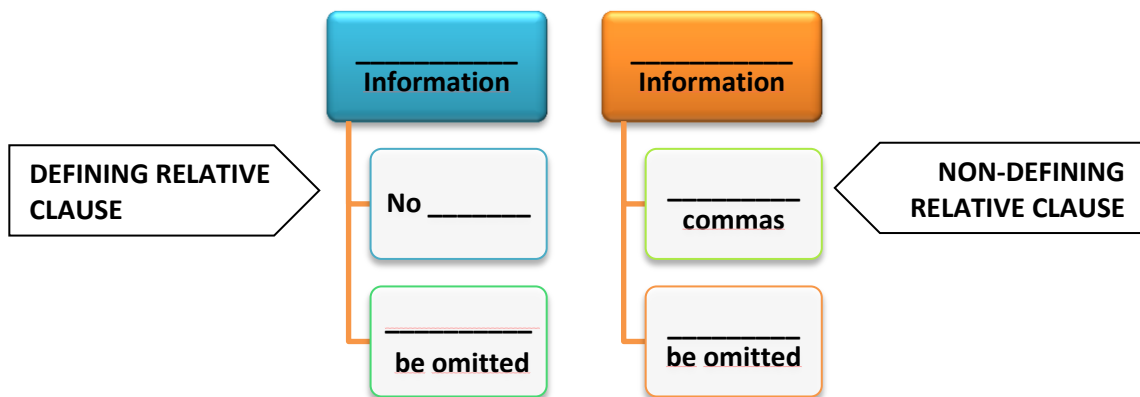 ___________
Information
___________
Information
DEFINING RELATIVE
CLAUSE
No _______
_________
commas
NON-DEFINING
RELATIVE CLAUSE
__________
be omitted
_________
be omitted